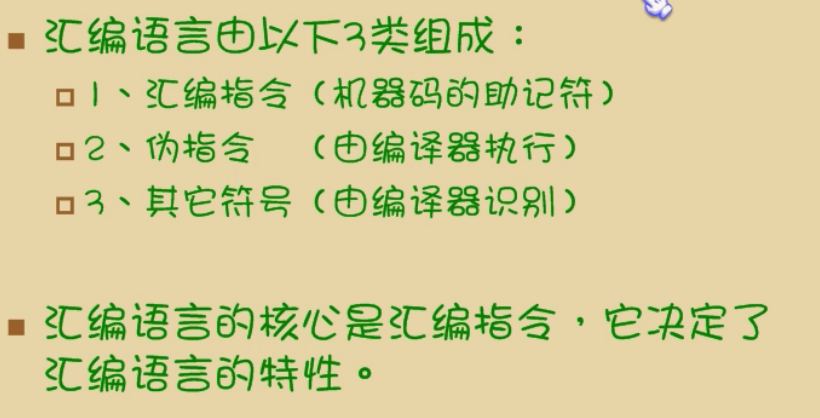 汇编语言由以下3类组成：
1、汇编指令（机器码的助记符）
2、伪指令　（由编译器执行）
3、其它符号（由编译器识别）
汇编语言的核心是汇编指令，它决定了
汇编语言的特性。